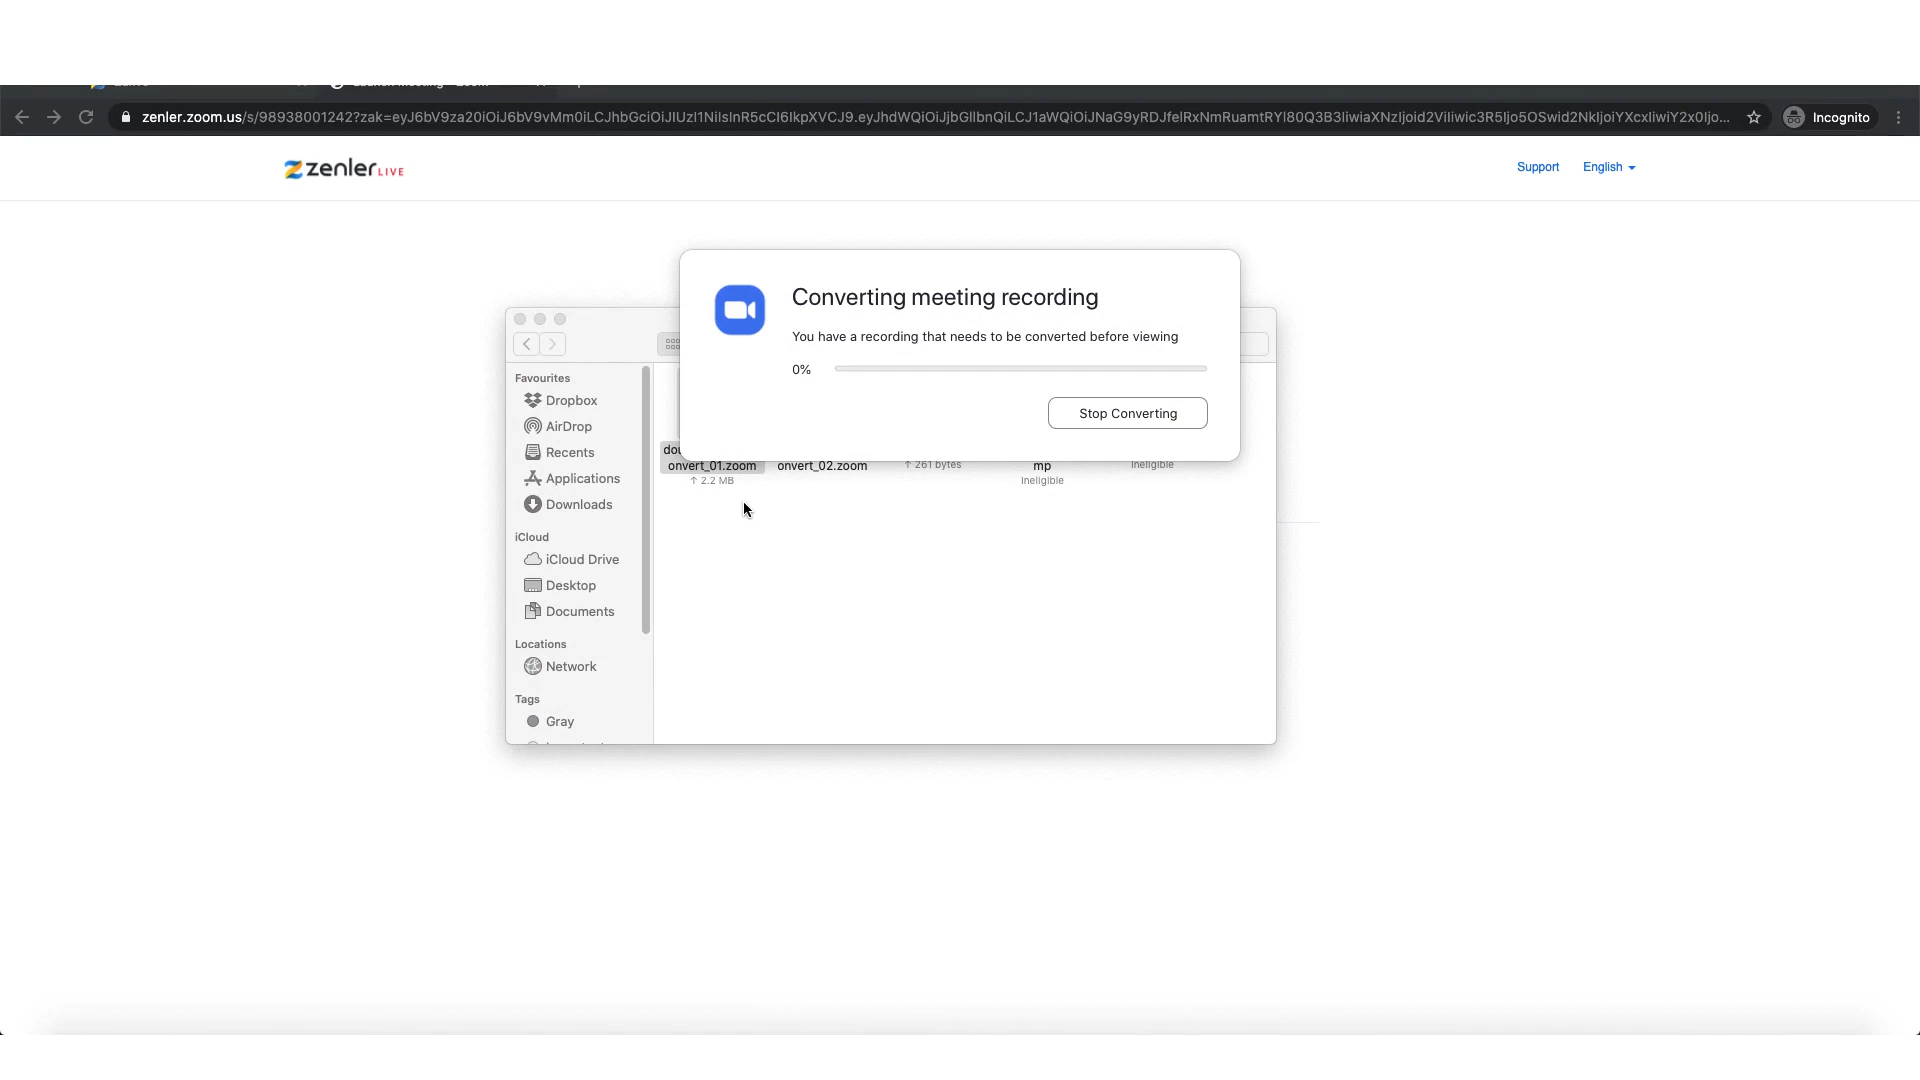 zenler.zoom.us/s/98938001242?zak=
Incognito
zenler LIVE
Support
English
Converting meeting recording
You have a recording that needs to be converted before viewing
0%
Stop Converting
Favourites
Dropbox
AirDrop
Recents
Applications
Downloads
iCloud
iCloud Drive
Desktop
Documents
Locations
Network
Tags
Gray
onvert_01.zoom
↑ 2.2 MB
onvert_02.zoom
↑ 261 bytes
mp
Ineligible
Ineligible